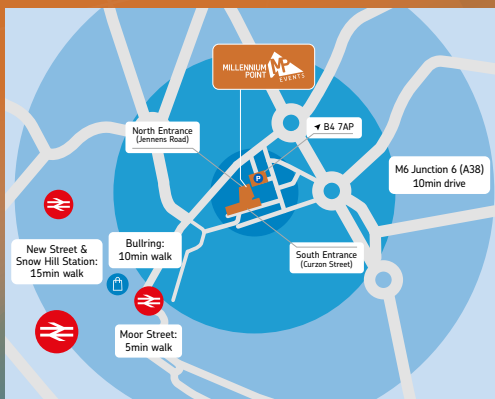 MILLENNIUM
POINT
MP
EVENTS
North Entrance
(Jennens Road)
B4 7AP
P
M6 Junction 6 (A38)
10min drive
New Street &
Snow Hill Station:
15min walk
Bullring:
10min walk
South Entrance
(Curzon Street)
Moor Street:
5min walk